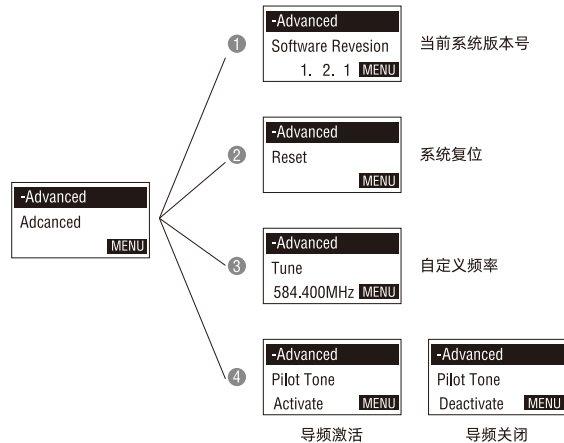 -Advanced
Adcanced
MENU
1
-Advanced
Software Revesion
1. 2. 1 MENU
当前系统版本号
2
-Advanced
Reset
MENU
系统复位
3
-Advanced
Tune
584.400MHz MENU
自定义频率
4
-Advanced
Pilot Tone
Activate MENU
导频激活
-Advanced
Pilot Tone
Deactivate MENU
导频关闭